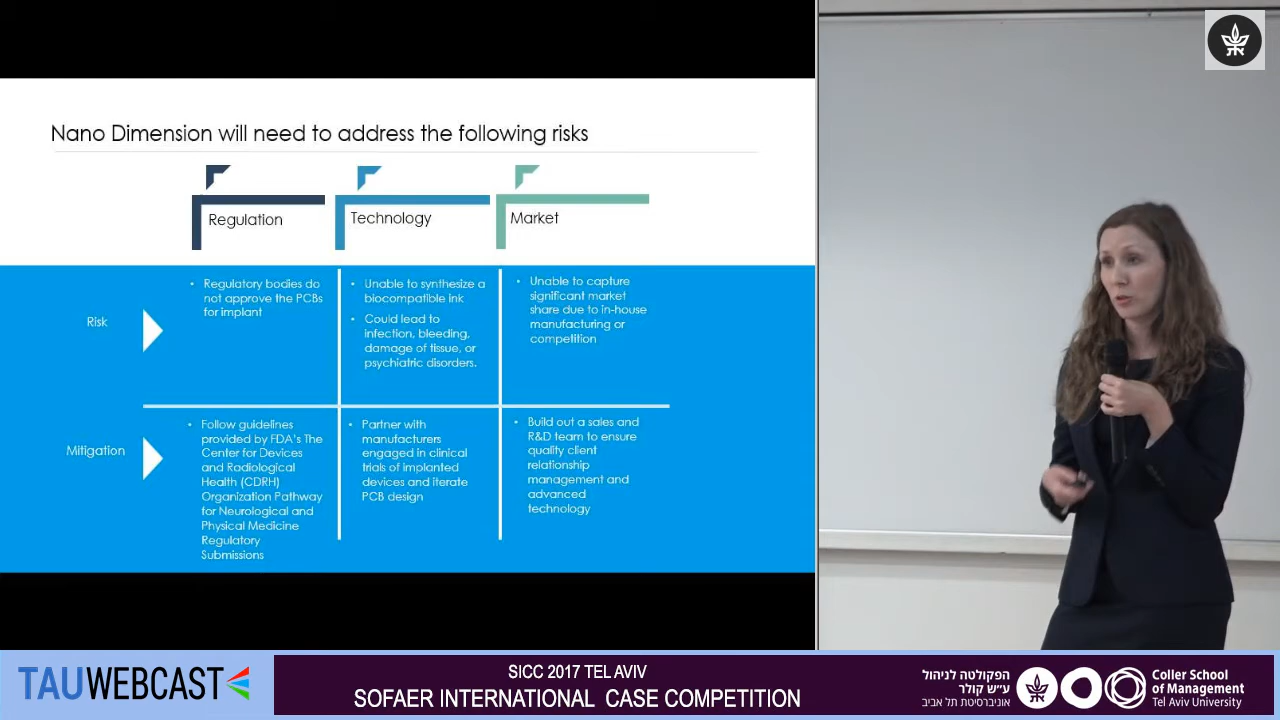 Nano Dimension will need to address the following risks
Regulation
Technology
Market
Risk
• Regulatory bodies do
not approve the PCBs
for implant
• Unable to synthesize a
biocompatible ink
• Could lead to
infection, bleeding,
damage of tissue, or
psychiatric disorders.
• Unable to capture
significant market
share due to in-house
manufacturing or
competition
Mitigation
• Follow guidelines
provided by FDA's The
Center for Devices
and Radiological
Health (CDRH)
Organization Pathway
for Neurological and
Physical Medicine
Regulatory
Submissions
• Partner with
manufacturers
engaged in clinical
trials of implanted
devices and iterate
PCB design
• Build out a sales and
R&D team to ensure
quality client
relationship
management and
advanced
technology
TAUWEBCAST
SICC 2017 TEL AVIV
SOFAER INTERNATIONAL CASE COMPETITION
הפקולטה לניהול
ע״ש קולר
אוניברסיטת תל אביב
Coller School
of Management
Tel Aviv University